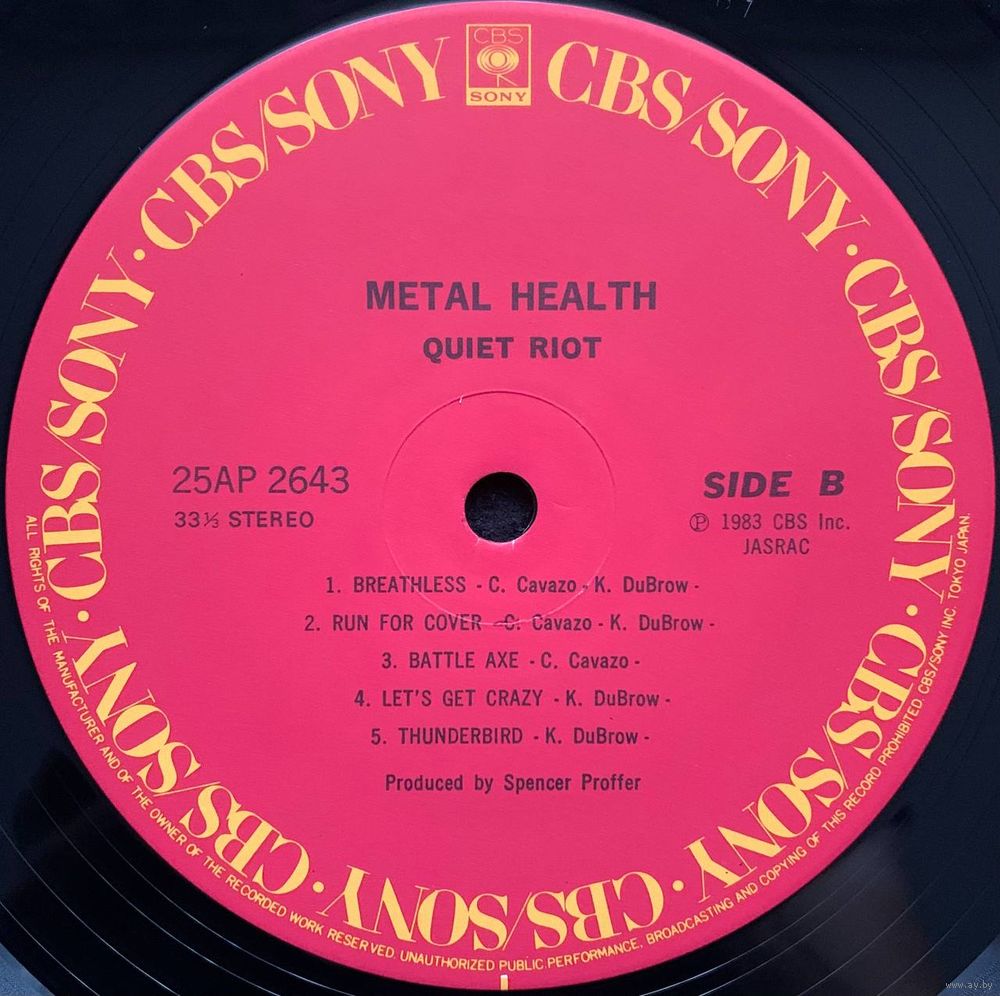 CBS
SONY
CBS/SONY · CBS/SONY · CBS/SONY · CBS/SONY · CBS/SONY · CBS/SONY · CBS/SONY · CBS/SONY · CBS/SONY
METAL HEALTH
QUIET RIOT
25AP 2643
33⅓ STEREO
SIDE B
Ⓟ 1983 CBS Inc.
JASRAC
1. BREATHLESS - C. Cavazo - K. DuBrow -
2. RUN FOR COVER - C. Cavazo - K. DuBrow -
3. BATTLE AXE - C. Cavazo -
4. LET'S GET CRAZY - K. DuBrow -
5. THUNDERBIRD - K. DuBrow -
Produced by Spencer Proffer
ALL RIGHTS OF THE MANUFACTURER AND OF THE OWNER OF THE RECORDED WORK RESERVED. UNAUTHORIZED PUBLIC PERFORMANCE, BROADCASTING AND COPYING OF THIS RECORD PROHIBITED. CBS/SONY INC. TOKYO JAPAN.
www.ay.by